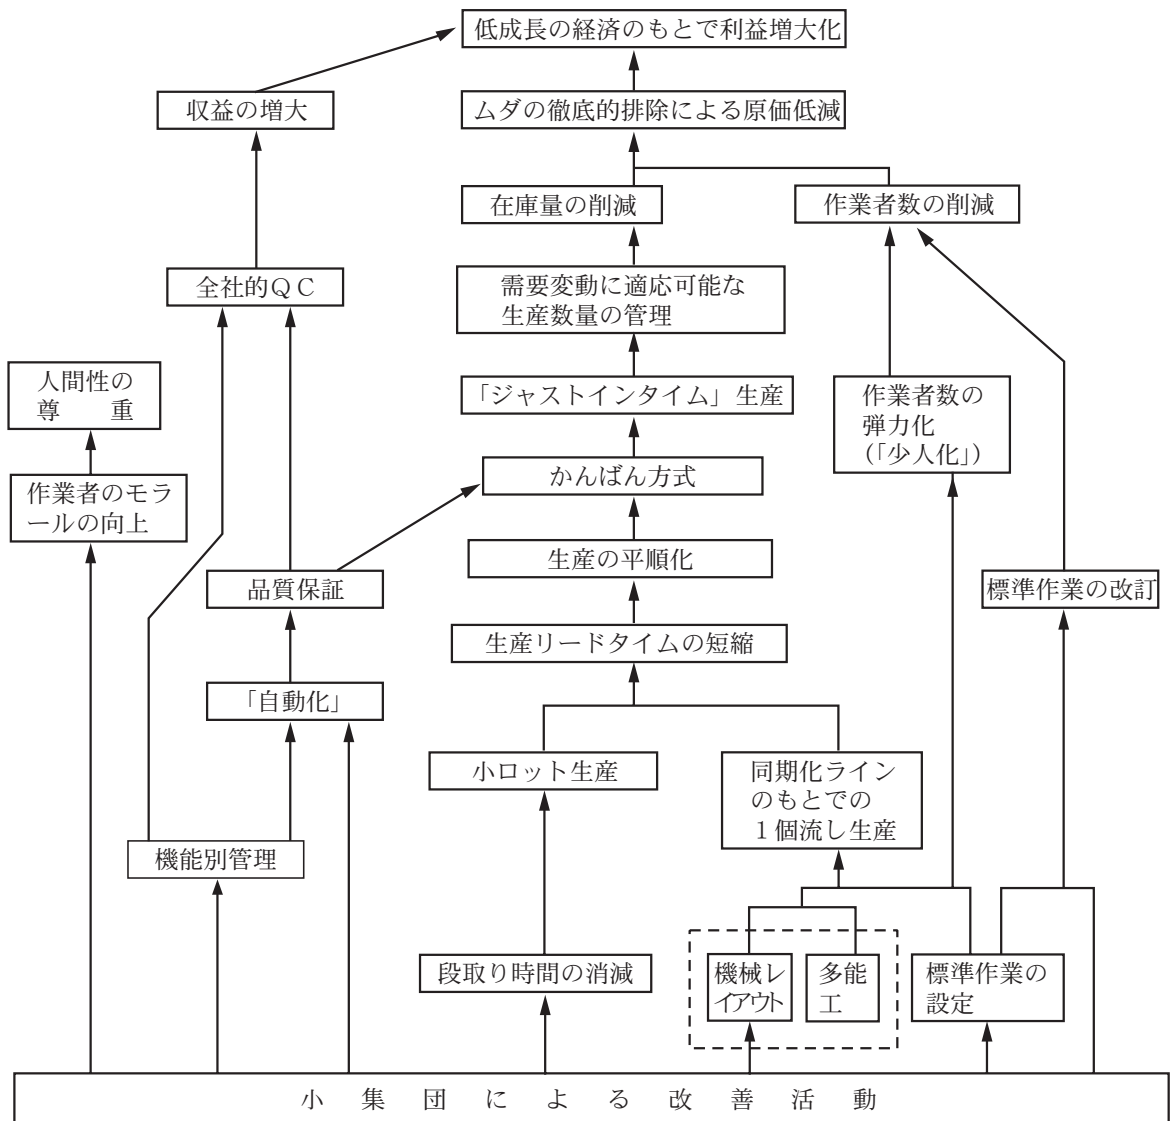 低成長の経済のもとで利益増大化
収益の増大
ムダの徹底的排除による原価低減
在庫量の削減
作業者数の削減
全社的QC
需要変動に適応可能な
生産数量の管理
人間性の
尊　　重
「ジャストインタイム」生産
作業者数の
弾力化
(「少人化」)
かんばん方式
作業者のモラ
ールの向上
生産の平順化
品質保証
標準作業の改訂
生産リードタイムの短縮
「自動化」
小ロット生産
同期化ライン
のもとでの
1個流し生産
機能別管理
段取り時間の消減
機械レ
イアウト
多能
工
標準作業の
設定
小集団による改善活動